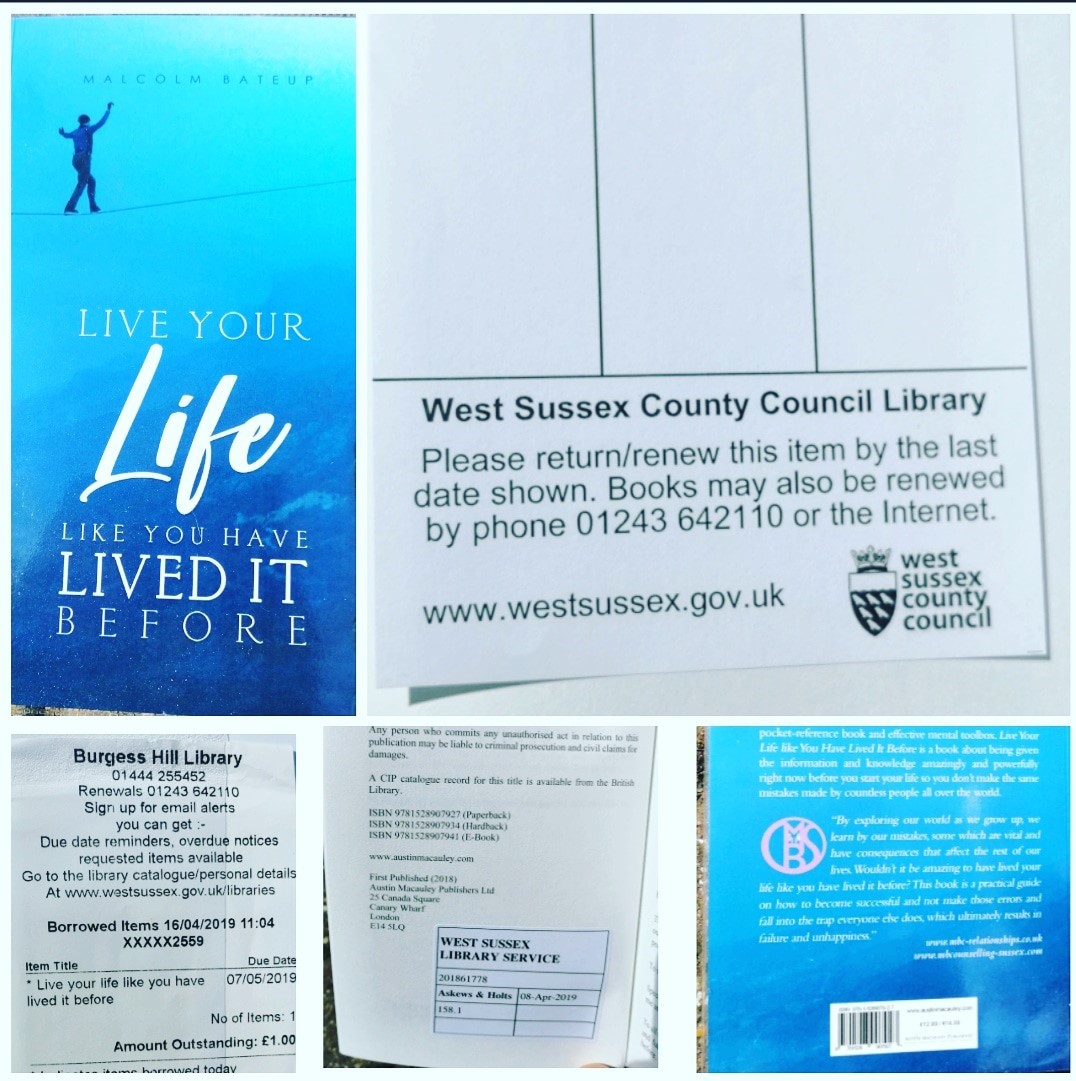 MALCOLM BATEUP
LIVE YOUR
Life
LIKE YOU HAVE
LIVED IT
BEFORE
West Sussex County Council Library
Please return/renew this item by the last
date shown. Books may also be renewed
by phone 01243 642110 or the Internet.
www.westsussex.gov.uk
west
sussex
county
council
Burgess Hill Library
01444 255452
Renewals 01243 642110
Sign up for email alerts
you can get :-
Due date reminders, overdue notices
requested items available
Go to the library catalogue/personal details
At www.westsussex.gov.uk/libraries
Borrowed Items 16/04/2019 11:04
XXXXX2559
Item Title Due Date
* Live your life like you have 07/05/2019
lived it before
No of Items: 1
Amount Outstanding: £1.00
items borrowed today
Any person who commits any unauthorised act in relation to this
publication may be liable to criminal prosecution and civil claims for
damages.
A CIP catalogue record for this title is available from the British
Library.
ISBN 9781528907927 (Paperback)
ISBN 9781528907934 (Hardback)
ISBN 9781528907941 (E-Book)
www.austinmacauley.com
First Published (2018)
Austin Macauley Publishers Ltd
25 Canada Square
Canary Wharf
London
E14 5LQ
WEST SUSSEX
LIBRARY SERVICE
201861778
Askews & Holts 08-Apr-2019
158.1
pocket-reference book and effective mental toolbox. Live Your
Life like You Have Lived It Before is a book about being given
the information and knowledge amazingly and powerfully
right now before you start your life so you don't make the same
mistakes made by countless people all over the world.
"By exploring our world as we grow up, we
learn by our mistakes, some which are vital and
have consequences that affect the rest of our
lives. Wouldn't it be amazing to have lived your
life like you have lived it before? This book is a practical guide
on how to become successful and not make those errors and
fall into the trap everyone else does, which ultimately results in
failure and unhappiness."
www.mbc-relationships.co.uk
www.mbcounselling-sussex.com
www.austinmacauley.com